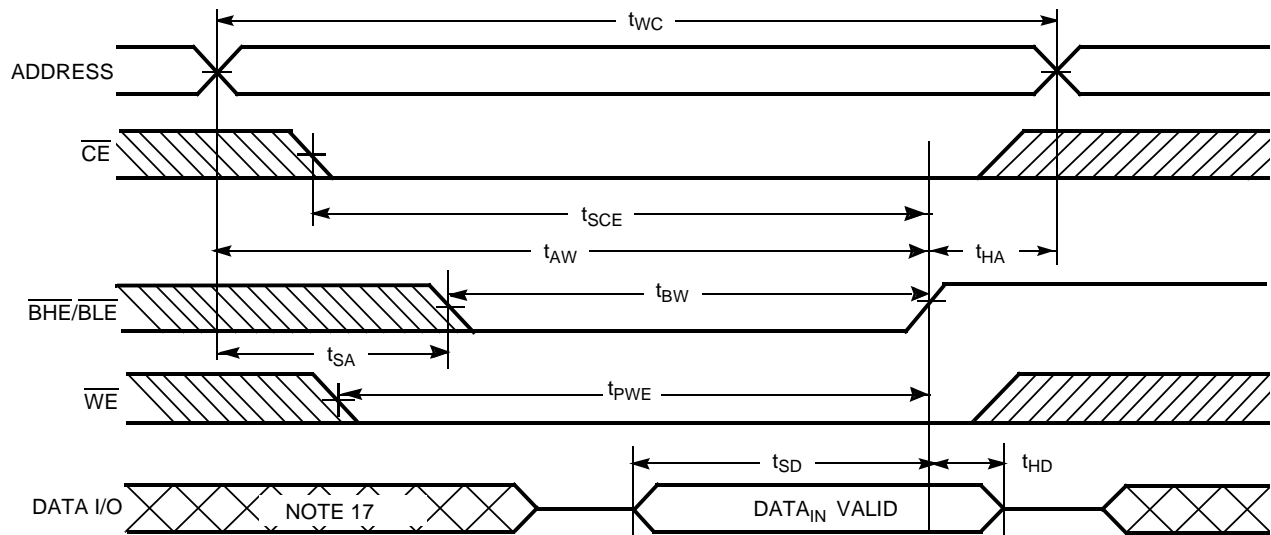 tWC
ADDRESS
CE
tSCE
tAW
tHA
BHE/BLE
tBW
tSA
WE
tPWE
tSD
tHD
DATA I/O
NOTE 17
DATAIN VALID